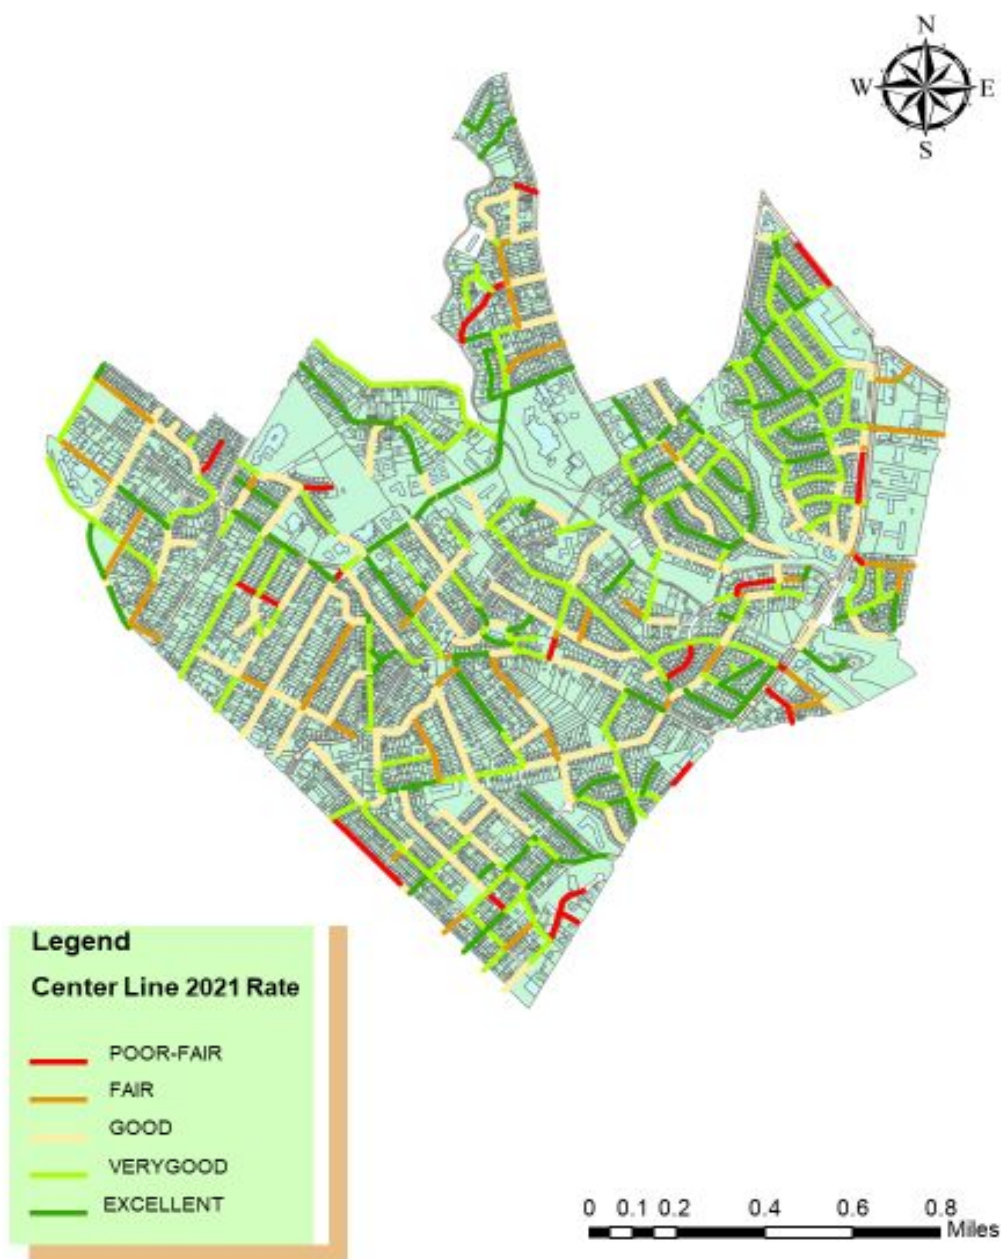 N
W E
S
Legend
Center Line 2021 Rate
POOR-FAIR
FAIR
GOOD
VERYGOOD
EXCELLENT
0 0.1 0.2 0.4 0.6 0.8
Miles